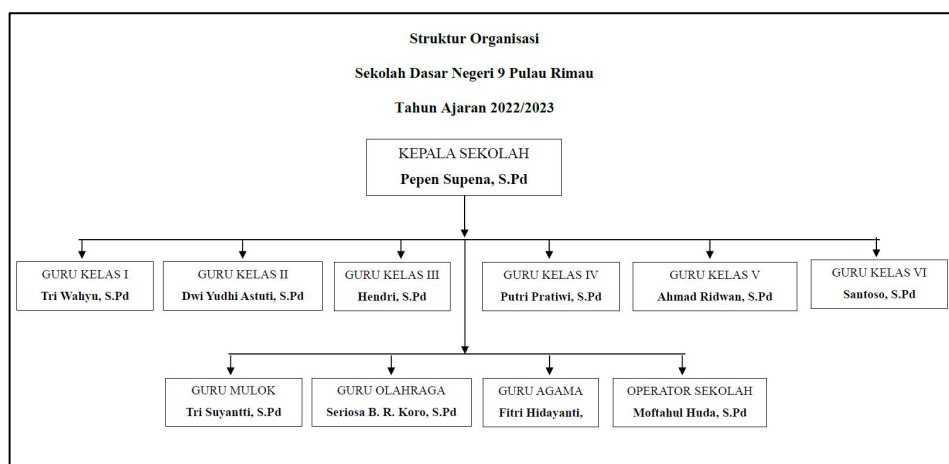 Struktur Organisasi
Sekolah Dasar Negeri 9 Pulau Rimau
Tahun Ajaran 2022/2023
KEPALA SEKOLAH
Pepen Supena, S.Pd
GURU KELAS I
Tri Wahyu, S.Pd
GURU KELAS II
Dwi Yudhi Astuti, S.Pd
GURU KELAS III
Hendri, S.Pd
GURU KELAS IV
Putri Pratiwi, S.Pd
GURU KELAS V
Ahmad Ridwan, S.Pd
GURU KELAS VI
Santoso, S.Pd
GURU MULOK
Tri Suyantti, S.Pd
GURU OLAHRAGA
Seriosa B. R. Koro, S.Pd
GURU AGAMA
Fitri Hidayanti,
OPERATOR SEKOLAH
Moftahul Huda, S.Pd